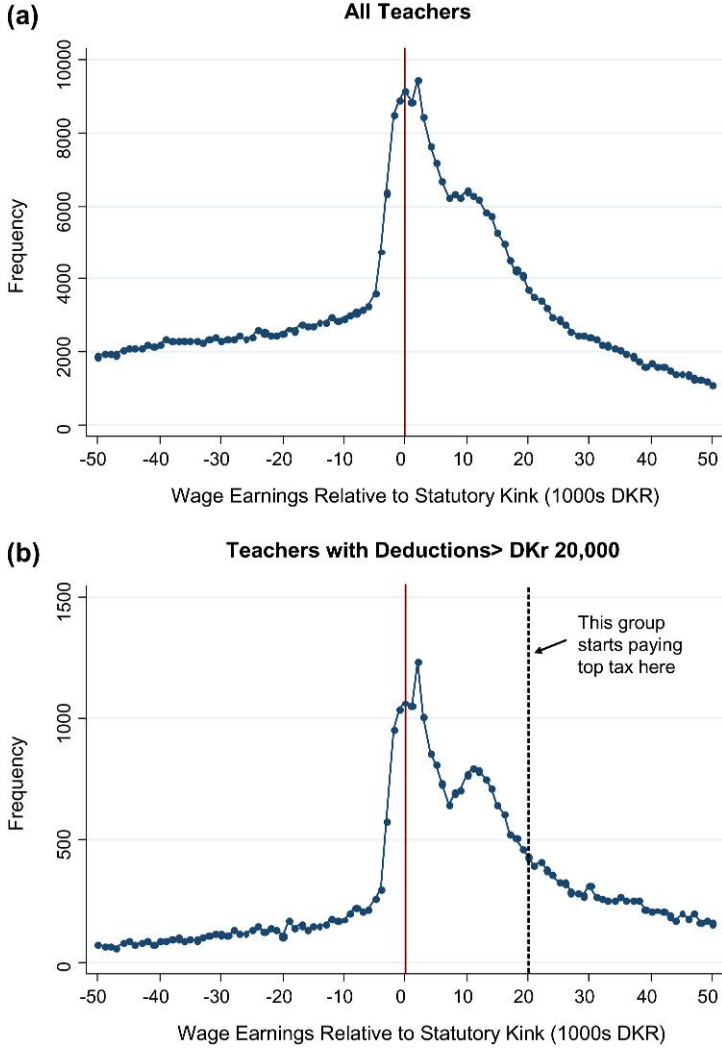 (a)
All Teachers
10000
8000
6000
4000
2000
0
Frequency
-50 -40 -30 -20 -10 0 10 20 30 40 50
Wage Earnings Relative to Statutory Kink (1000s DKR)
(b)
Teachers with Deductions> DKr 20,000
1500
1000
500
0
Frequency
This group
starts paying
top tax here
-50 -40 -30 -20 -10 0 10 20 30 40 50
Wage Earnings Relative to Statutory Kink (1000s DKR)